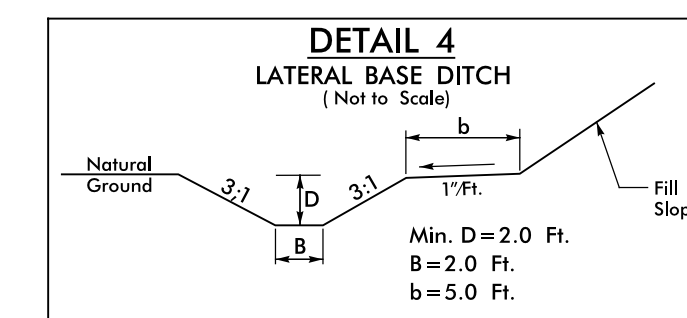 DETAIL 4
LATERAL BASE DITCH
( Not to Scale)
b
Natural
Ground
3;1
D
3:1
1"/Ft.
Fill
Slop
B
Min. D=2.0 Ft.
B=2.0 Ft.
b=5.0 Ft.